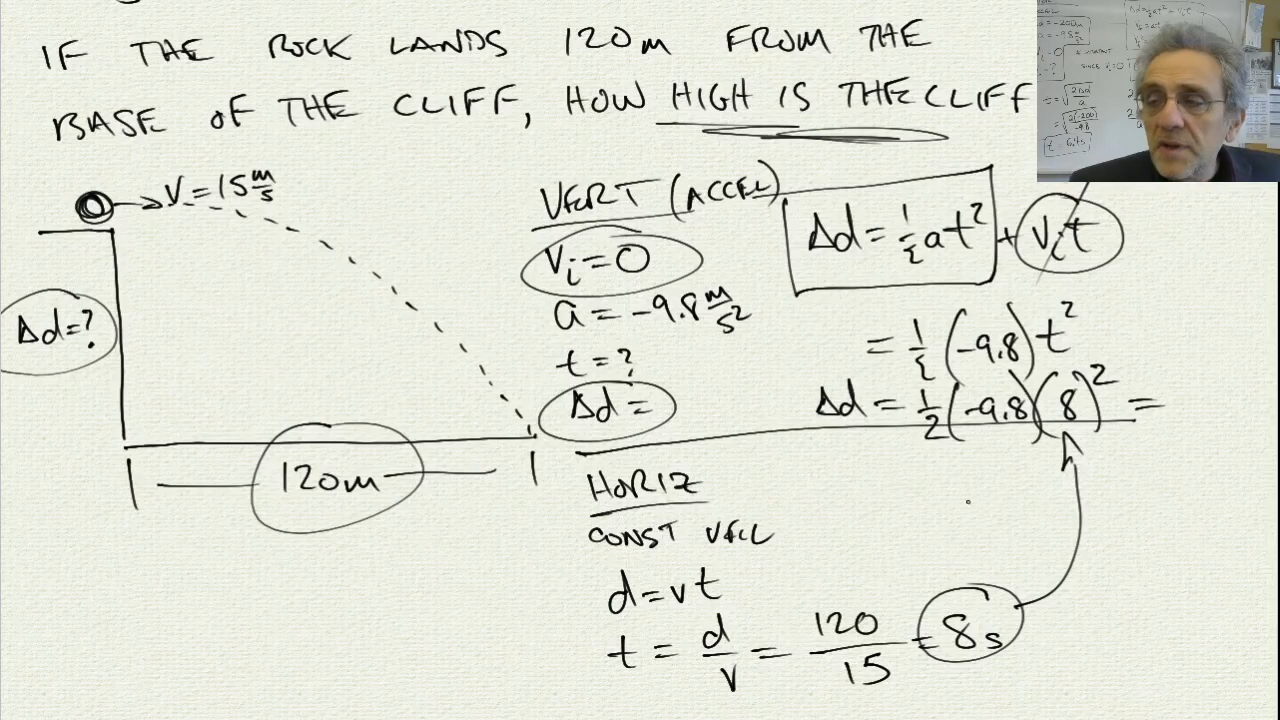 IF THE ROCK LANDS 120m FROM THE
BASE OF THE CLIFF, HOW HIGH IS THE CLIFF
V = 15 m/s
Δd = ?
120m
VERT (ACCEL)
Vi = 0
a = -9.8 m/s²
t = ?
Δd =
Δd = ½at² + Vit
= ½(-9.8)t²
Δd = ½(-9.8)(8)² =
HORIZ
CONST VEL
d = vt
t = d/v = 120/15 = 8s